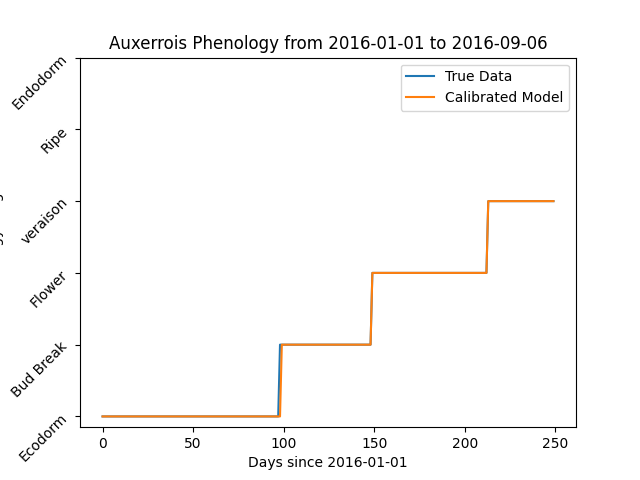 Auxerrois Phenology from 2016-01-01 to 2016-09-06
Endodorm
True Data
Calibrated Model
Ripe
veraison
Flower
Bud Break
Ecodorm
0 50 100 150 200 250
Days since 2016-01-01